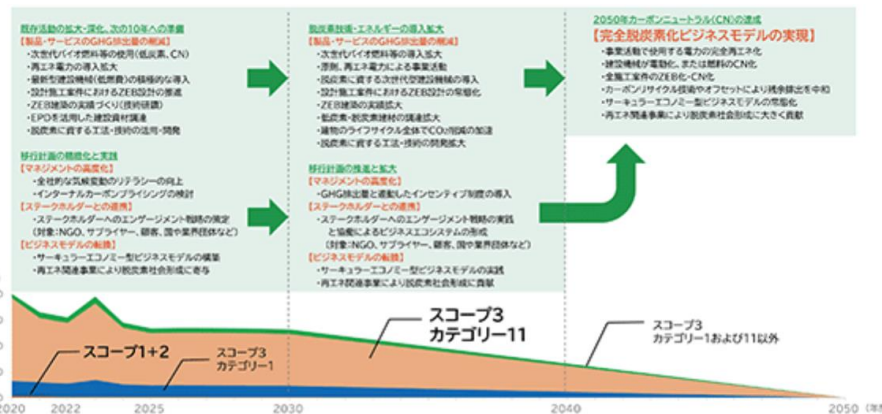 既存活動の拡大・深化、次の10年への準備
【製品・サービスのGHG排出量の削減】
・次世代バイオ燃料等の使用(低炭素、CN)
・再エネ電力の導入拡大
・最新型建設機械(低燃費)の積極的な導入
・設計施工案件におけるZEB設計の推進
・ZEB建築の実績づくり(技術研鑽)
・EPDを活用した建設資材調達
・脱炭素に資する工法・技術の活用・開発
移行計画の精緻化と実践
【マネジメントの高度化】
・全社的な気候変動のリテラシーの向上
・インターナルカーボンプライシングの検討
【ステークホルダーとの連携】
・ステークホルダーへのエンゲージメント戦略の策定
(対象：NGO、サプライヤー、顧客、国や業界団体など)
【ビジネスモデルの転換】
・サーキュラーエコノミー型ビジネスモデルの構築
・再エネ関連事業により脱炭素社会形成に寄与
脱炭素技術・エネルギーの導入拡大
【製品・サービスのGHG排出量の削減】
・次世代バイオ燃料等の導入拡大
・原則、再エネ電力による事業活動
・脱炭素に資する次世代型建設機械の導入
・設計施工案件におけるZEB設計の常態化
・ZEB建築の実績拡大
・低炭素・脱炭素建材の調達拡大
・建物のライフサイクル全体でCO₂削減の加速
・脱炭素に資する工法・技術の開発拡大
移行計画の推進と拡大
【マネジメントの高度化】
・GHG排出量と連動したインセンティブ制度の導入
【ステークホルダーとの連携】
・ステークホルダーへのエンゲージメント戦略の実践
と協働によるビジネスエコシステムの形成
(対象：NGO、サプライヤー、顧客、国や業界団体など)
【ビジネスモデルの転換】
・サーキュラーエコノミー型ビジネスモデルの実践
・再エネ関連事業により脱炭素社会形成に貢献
2050年カーボンニュートラル(CN)の達成
【完全脱炭素化ビジネスモデルの実現】
・事業活動で使用する電力の完全再エネ化
・建設機械が電動化、または燃料のCN化
・全施工案件のZEB化・CN化
・カーボンリサイクル技術やオフセットにより残余排出を中和
・サーキュラーエコノミー型ビジネスモデルの常態化
・再エネ関連事業により脱炭素社会形成に大きく貢献
スコープ3
カテゴリー11
スコープ3
カテゴリー1および11以外
スコープ1+2
スコープ3
カテゴリー1
2020 2022 2025 2030 2040 2050